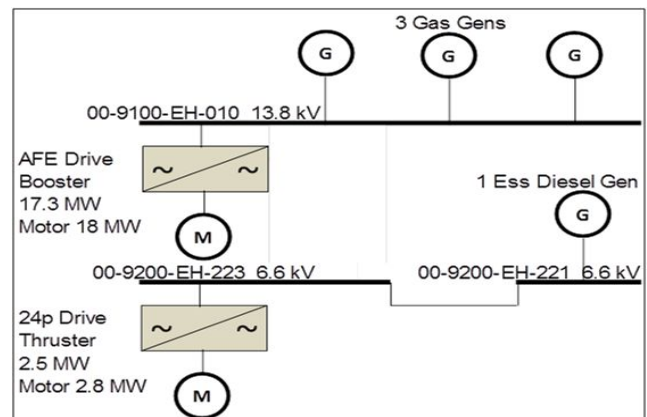 3 Gas Gens
G G G
00-9100-EH-010 13.8 kV
AFE Drive
Booster
17.3 MW
Motor 18 MW
~ ~
M
1 Ess Diesel Gen
G
00-9200-EH-223 6.6 kV
00-9200-EH-221 6.6 kV
24p Drive
Thruster
2.5 MW
Motor 2.8 MW
~ ~
M